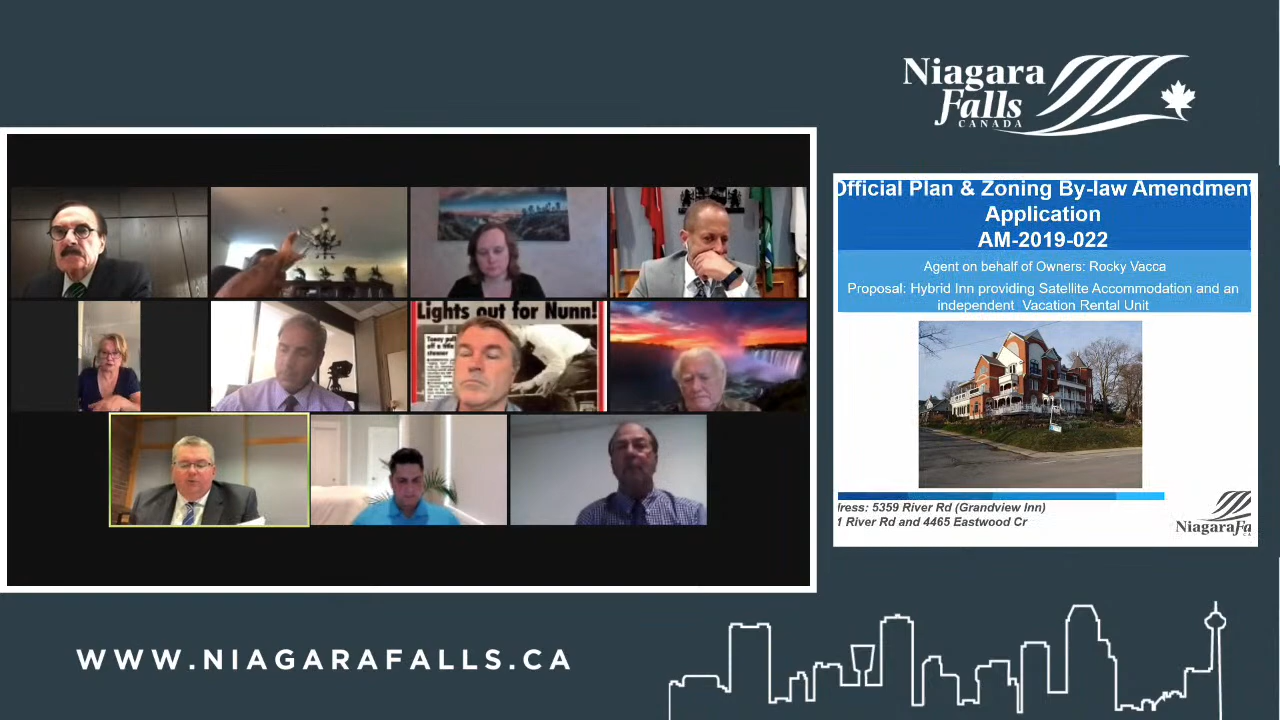 Niagara
Falls
CANADA
Official Plan & Zoning By-law Amendment
Application
AM-2019-022
Agent on behalf of Owners: Rocky Vacca
Proposal: Hybrid Inn providing Satellite Accommodation and an
independent Vacation Rental Unit
Lights out for Nunn!
ress: 5359 River Rd (Grandview Inn)
1 River Rd and 4465 Eastwood Cr
NiagaraFa
WWW.NIAGARAFALLS.CA